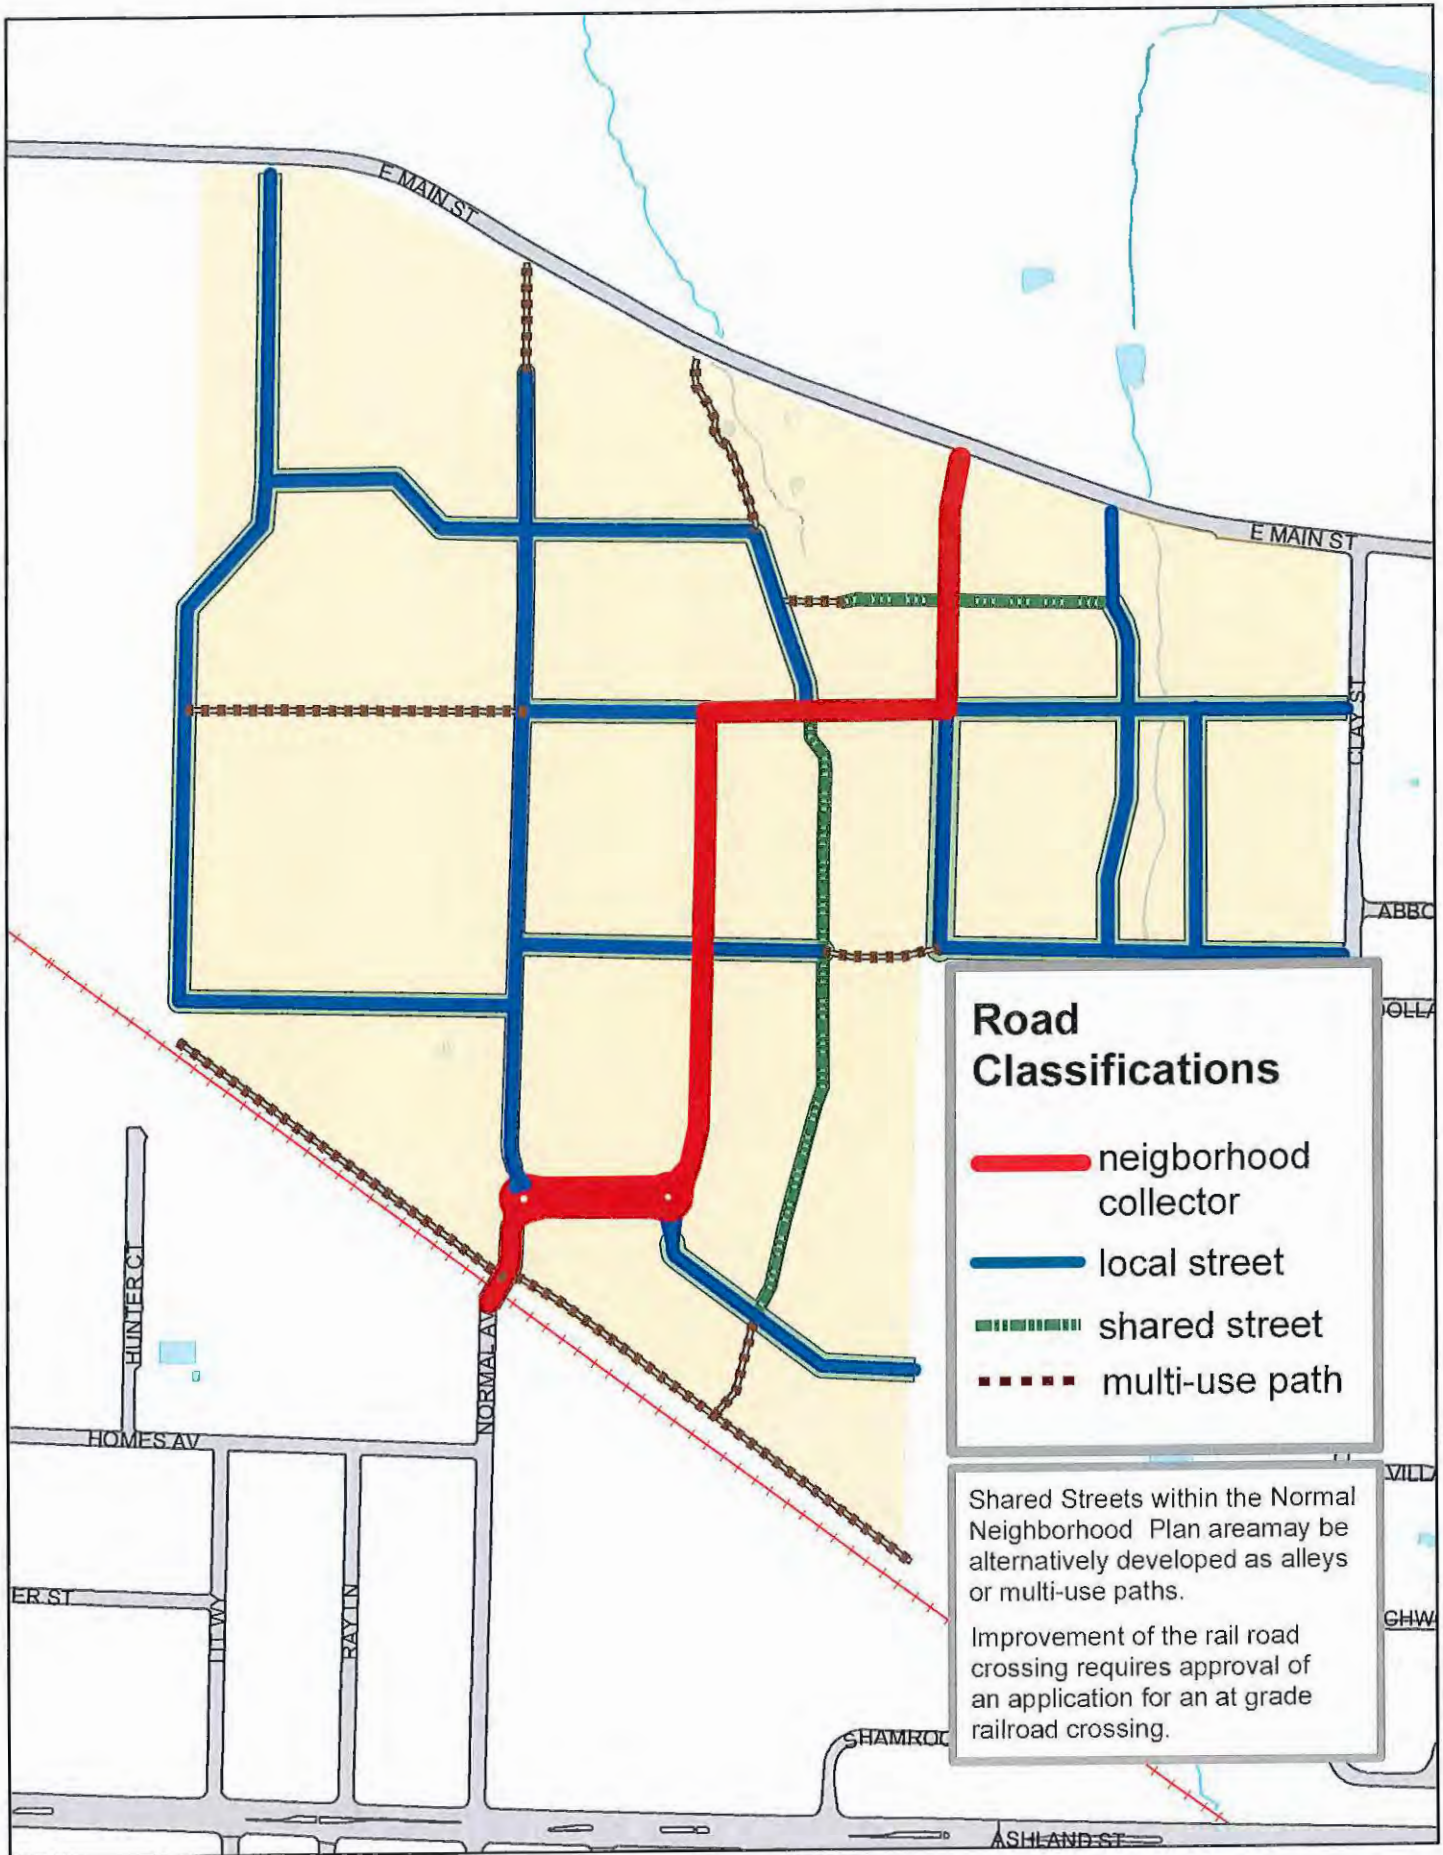 E MAIN ST
E MAIN ST
CLAY ST
ABBO
Road
Classifications
neigborhood
collector
local street
shared street
multi-use path
HUNTER CT
NORMAL AV
HOMES AV
Shared Streets within the Normal
Neighborhood Plan areamay be
alternatively developed as alleys
or multi-use paths.
Improvement of the rail road
crossing requires approval of
an application for an at grade
railroad crossing.
VILLA
ER ST
RAY LN
GHW
SHAMROC
ASHLAND ST